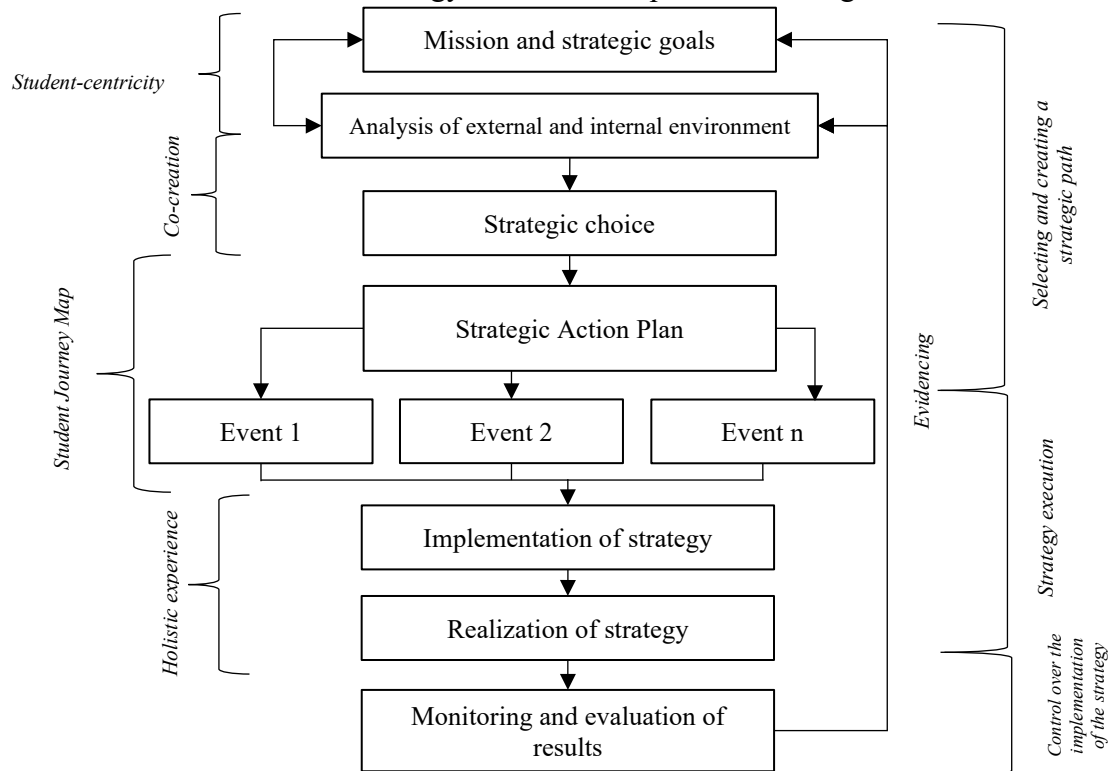 Mission and strategic goals
Student-centricity
Analysis of external and internal environment
Co-creation
Strategic choice
Selecting and creating a
strategic path
Strategic Action Plan
Student Journey Map
Evidencing
Event 1
Event 2
Event n
Implementation of strategy
Strategy execution
Holistic experience
Realization of strategy
Monitoring and evaluation of
results
Control over the
implementation
of the strategy